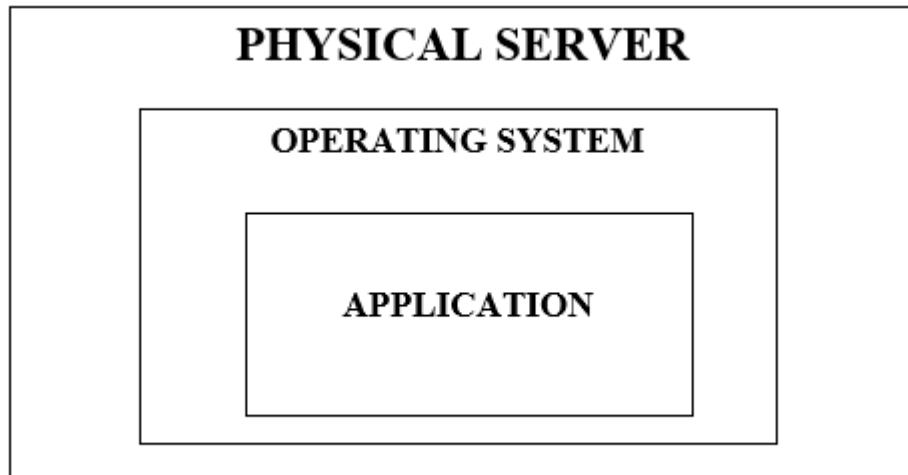 PHYSICAL SERVER
OPERATING SYSTEM
APPLICATION